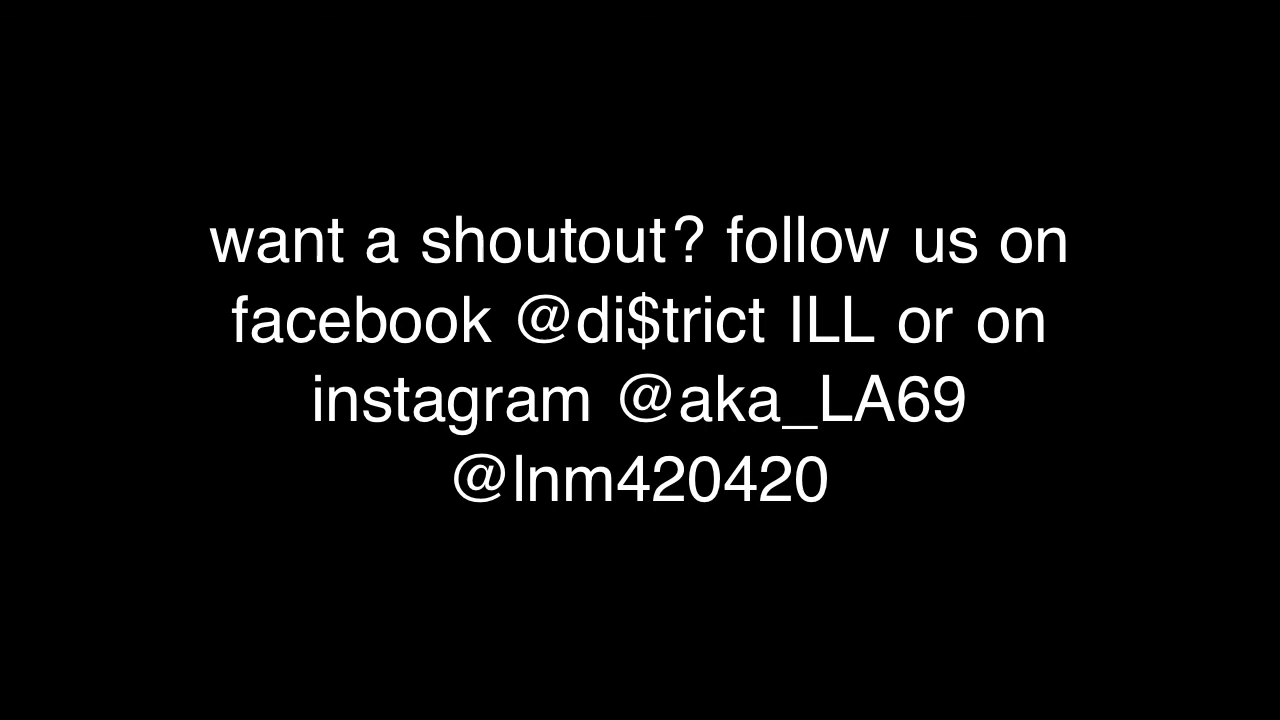 want a shoutout? follow us on
facebook @di$trict ILL or on
instagram @aka_LA69
@lnm420420